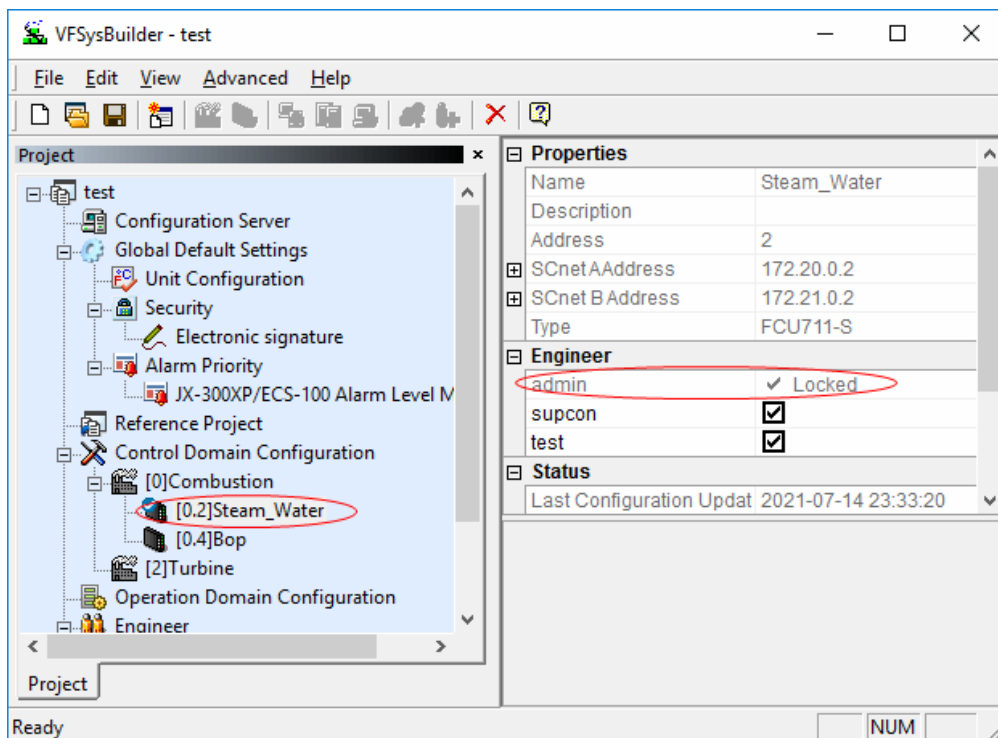 VFSysBuilder - test
File Edit View Advanced Help
Project
test
Configuration Server
Global Default Settings
Unit Configuration
Security
Electronic signature
Alarm Priority
JX-300XP/ECS-100 Alarm Level M
Reference Project
Control Domain Configuration
[0]Combustion
[0.2]Steam_Water
[0.4]Bop
[2]Turbine
Operation Domain Configuration
Engineer
Project
Properties
Name Steam_Water
Description
Address 2
SCnetAAddress 172.20.0.2
SCnet B Address 172.21.0.2
Type FCU711-S
Engineer
admin Locked
supcon
test
Status
Last Configuration Updat 2021-07-14 23:33:20
Ready NUM